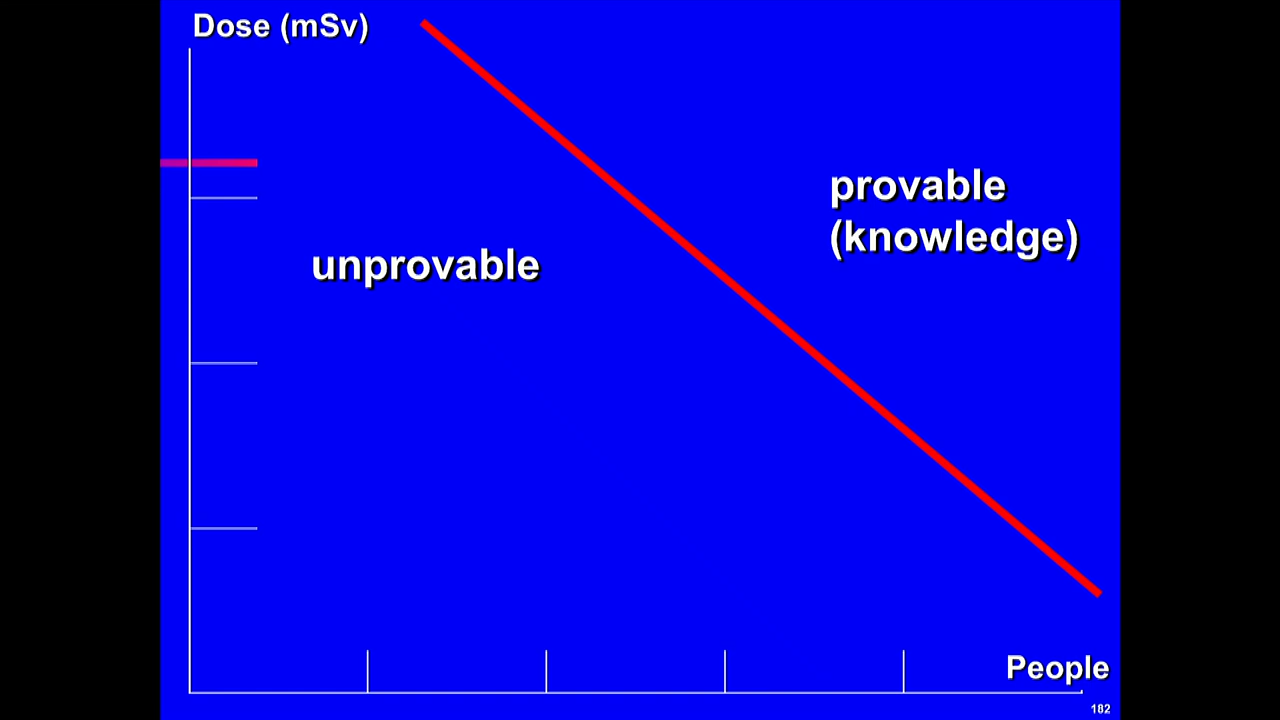 Dose (mSv)
provable
(knowledge)
unprovable
People
182